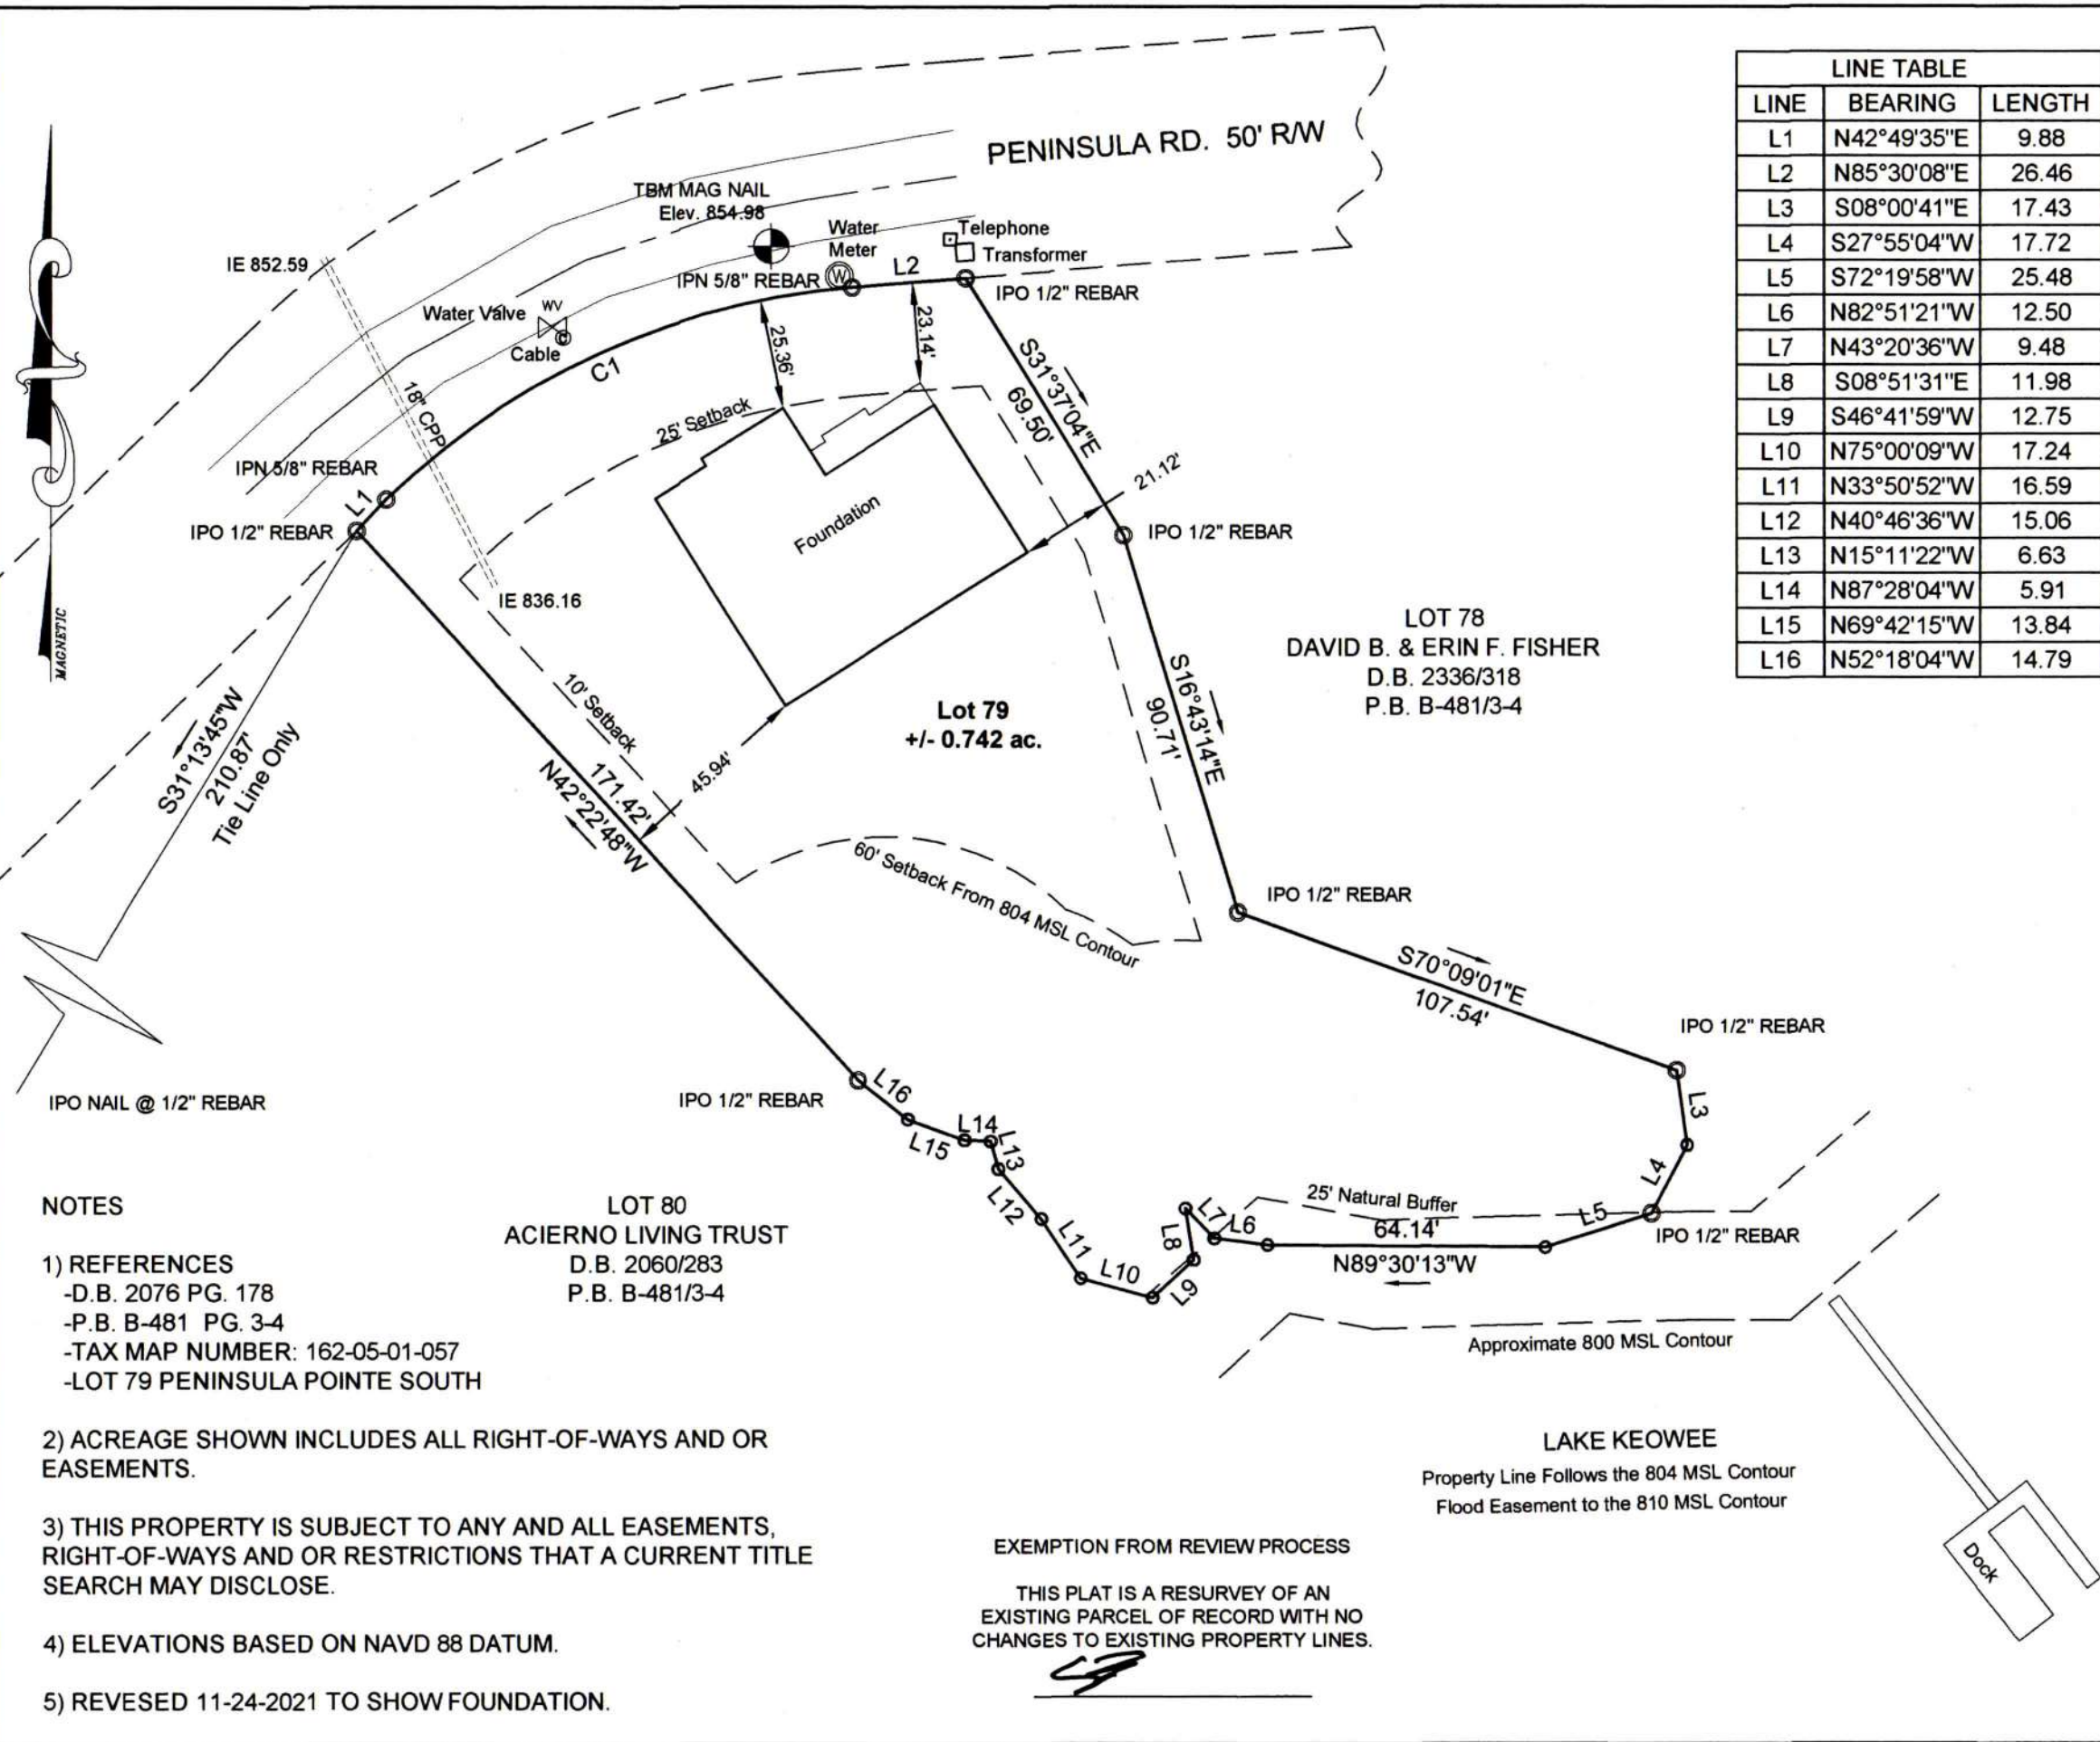 PENINSULA RD. 50' R/W
TBM MAG NAIL
Elev. 854.98
Water
Meter
W
Telephone
Transformer
IE 852.59
IPN 5/8" REBAR
L2
IPO 1/2" REBAR
Water Valve
WV
C
Cable
C1
25.36'
23.14'
S31°37'04"E
69.50'
18" CPP
25' Setback
IPN 5/8" REBAR
L1
IPO 1/2" REBAR
21.12'
IPO 1/2" REBAR
Foundation
IE 836.16
MAGNETIC
LOT 78
DAVID B. & ERIN F. FISHER
D.B. 2336/318
P.B. B-481/3-4
S16°43'14"E
90.71'
10' Setback
Lot 79
+/- 0.742 ac.
S31°13'45"W
210.87'
Tie Line Only
45.94'
171.42'
N42°22'48"W
60' Setback From 804 MSL Contour
IPO 1/2" REBAR
S70°09'01"E
107.54'
IPO 1/2" REBAR
IPO NAIL @ 1/2" REBAR
IPO 1/2" REBAR
L16
L15
L14
L13
L12
L11
L10
L9
L8
L7
L6
L5
L4
L3
25' Natural Buffer
64.14'
N89°30'13"W
IPO 1/2" REBAR
Approximate 800 MSL Contour
LAKE KEOWEE
Property Line Follows the 804 MSL Contour
Flood Easement to the 810 MSL Contour
Dock
LOT 80
ACIERNO LIVING TRUST
D.B. 2060/283
P.B. B-481/3-4
NOTES
1) REFERENCES
-D.B. 2076 PG. 178
-P.B. B-481 PG. 3-4
-TAX MAP NUMBER: 162-05-01-057
-LOT 79 PENINSULA POINTE SOUTH
2) ACREAGE SHOWN INCLUDES ALL RIGHT-OF-WAYS AND OR
EASEMENTS.
3) THIS PROPERTY IS SUBJECT TO ANY AND ALL EASEMENTS,
RIGHT-OF-WAYS AND OR RESTRICTIONS THAT A CURRENT TITLE
SEARCH MAY DISCLOSE.
4) ELEVATIONS BASED ON NAVD 88 DATUM.
5) REVESED 11-24-2021 TO SHOW FOUNDATION.
EXEMPTION FROM REVIEW PROCESS
THIS PLAT IS A RESURVEY OF AN
EXISTING PARCEL OF RECORD WITH NO
CHANGES TO EXISTING PROPERTY LINES.
LINE TABLE
LINE BEARING LENGTH
L1 N42°49'35"E 9.88
L2 N85°30'08"E 26.46
L3 S08°00'41"E 17.43
L4 S27°55'04"W 17.72
L5 S72°19'58"W 25.48
L6 N82°51'21"W 12.50
L7 N43°20'36"W 9.48
L8 S08°51'31"E 11.98
L9 S46°41'59"W 12.75
L10 N75°00'09"W 17.24
L11 N33°50'52"W 16.59
L12 N40°46'36"W 15.06
L13 N15°11'22"W 6.63
L14 N87°28'04"W 5.91
L15 N69°42'15"W 13.84
L16 N52°18'04"W 14.79